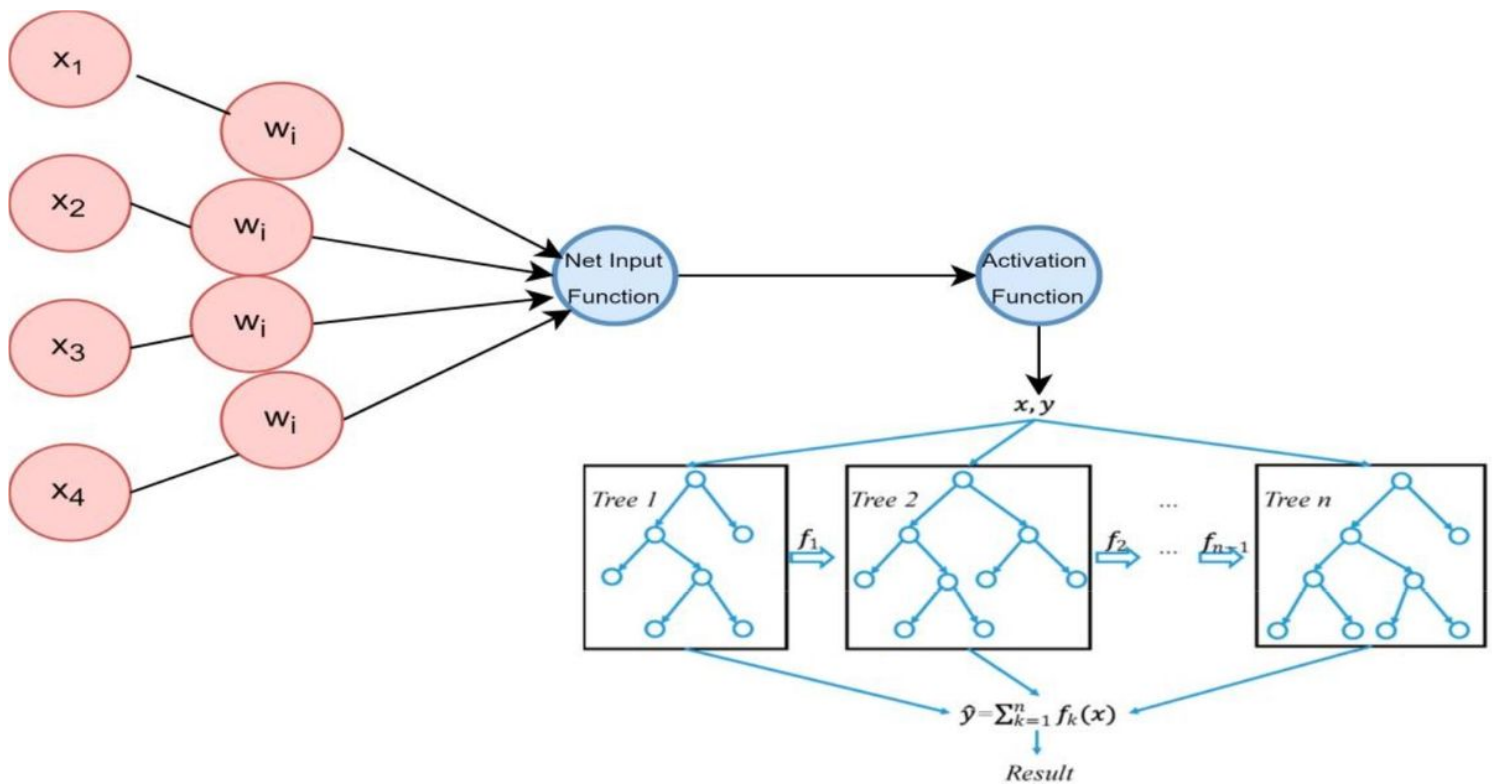 x₁
wᵢ
x₂
wᵢ
x₃
wᵢ
x₄
wᵢ
Net Input
Function
Activation
Function
x, y
Tree 1
f₁
Tree 2
f₂
...
...
fₙ₋₁
Tree n
ŷ=∑ₖ₌₁ⁿ fₖ(x)
Result